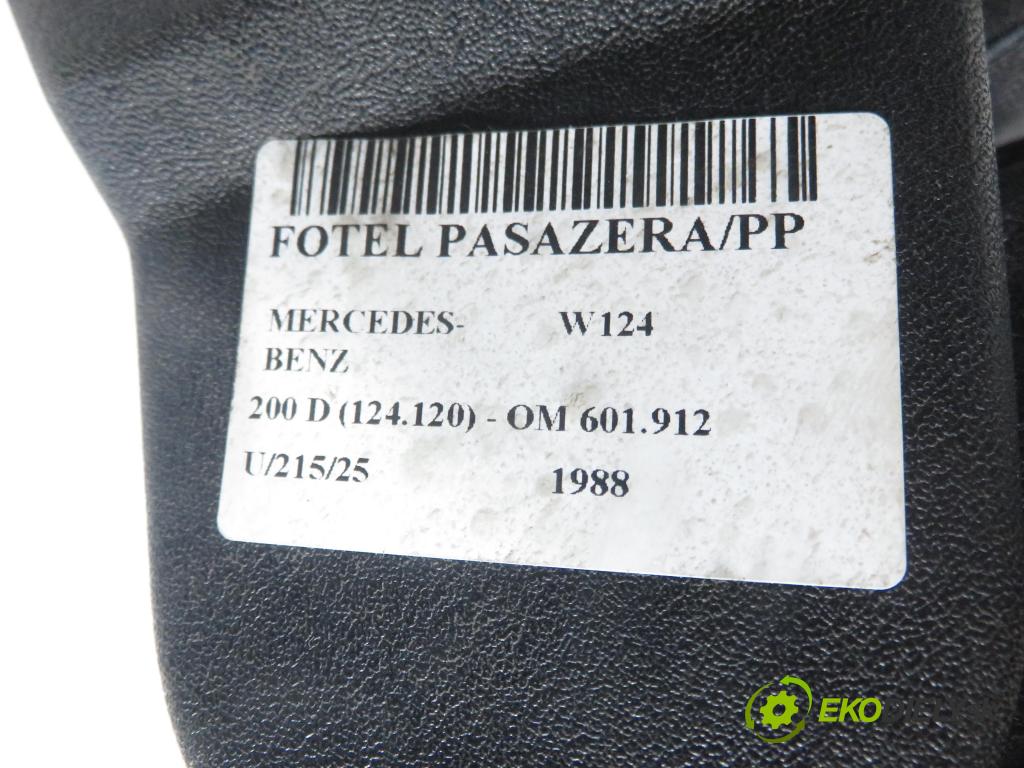 FOTEL PASAZERA/PP
MERCEDES- W124
BENZ
200 D (124.120) - OM 601.912
U/215/25 1988
EKO